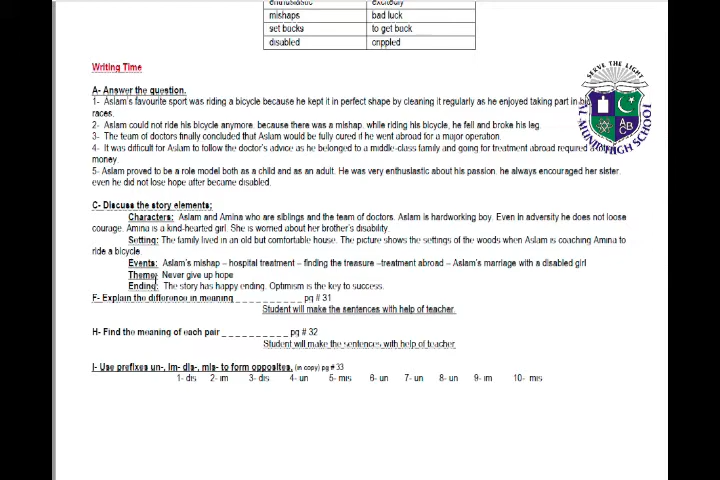 enthusiastic excitory
mishaps bad luck
set bucks to get buck
disabled crippled
Writing Time
A- Answer the question.
1- Aslam's favourite sport was riding a bicycle because he kept it in perfect shape by cleaning it regularly as he enjoyed taking part in
races.
2- Aslam could not ride his bicycle anymore, because there was a mishap, while riding his bicycle, he fell and broke his leg.
3- The team of doctors finally concluded that Aslam would be fully cured if he went abroad for a major operation.
4- It was difficult for Aslam to follow the doctor's advice as he belonged to a middle-class family and going for treatment abroad required a
money.
5- Aslam proved to be a role model both as a child and as an adult. He was very enthusiastic about his passion, he always encouraged her sister,
even he did not lose hope after became disabled.
C- Discuss the story elements;
Characters: Aslam and Amina who are siblings and the team of doctors. Aslam is hardworking boy. Even in adversity he does not loose
courage. Amina is a kind-hearted girl. She is worried about her brother's disability.
Setting: The family lived in an old but comfortable house. The picture shows the settings of the woods when Aslam is coaching Amina to
ride a bicycle.
Events: Aslam's mishap – hospital treatment – finding the treasure –treatment abroad – Aslam's marriage with a disabled girl
Theme: Never give up hope
Ending: The story has happy ending. Optimism is the key to success.
F- Explain the difference in meaning _ _ _ _ _ _ _ _ _ _ pg # 31
Student will make the sentences with help of teacher.
H- Find the meaning of each pair _ _ _ _ _ _ _ _ _ _ pg # 32
Student will make the sentences with help of teacher.
I- Use prefixes un-, im- dis-, mis- to form opposites. (in copy) pg # 33
1- dis 2- im 3- dis 4- un 5- mis 6- un 7- un 8- un 9- im 10- mis
SERVE THE LIGHT
A
B C
AL MUNIR HIGH SCHOOL